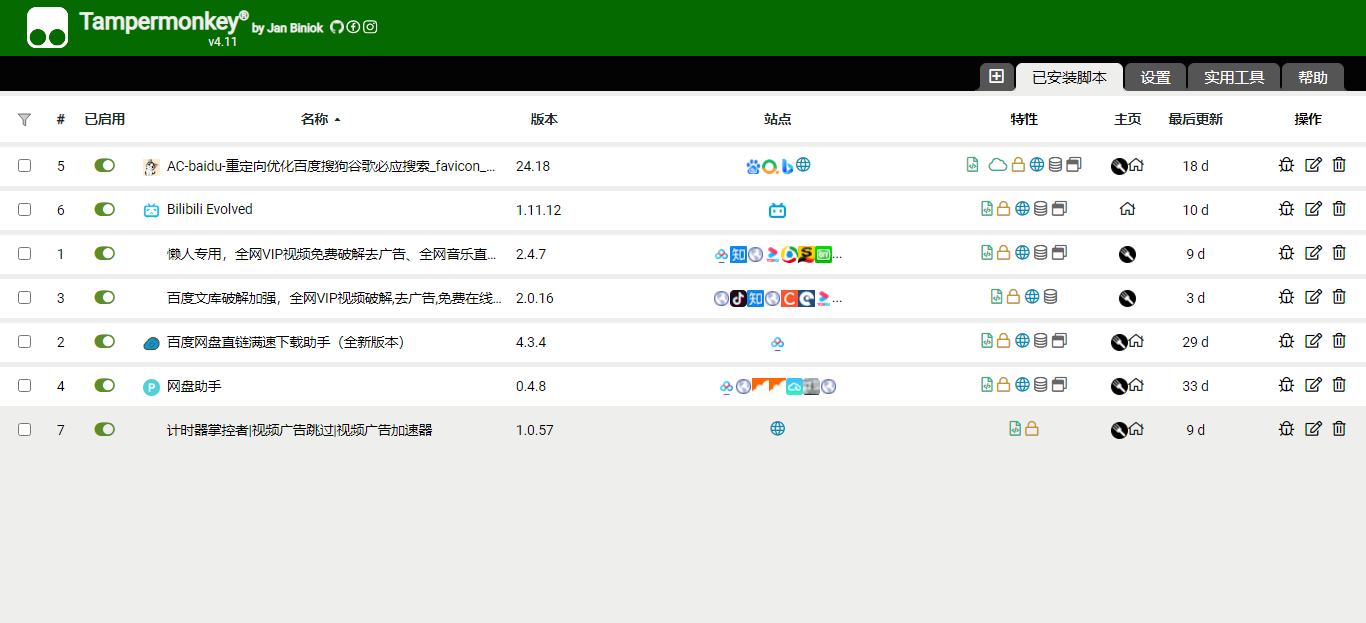 Tampermonkey® by Jan Biniok
v4.11
已安装脚本 设置 实用工具 帮助
# 已启用 名称 版本 站点 特性 主页 最后更新 操作
5 AC-baidu-重定向优化百度搜狗谷歌必应搜索_favicon_... 24.18 18 d
6 Bilibili Evolved 1.11.12 10 d
1 懒人专用，全网VIP视频免费破解去广告、全网音乐直... 2.4.7 知 ... 9 d
3 百度文库破解加强，全网VIP视频破解,去广告,免费在线... 2.0.16 知 C ... 3 d
2 百度网盘直链满速下载助手（全新版本） 4.3.4 29 d
4 P 网盘助手 0.4.8 33 d
7 计时器掌控者|视频广告跳过|视频广告加速器 1.0.57 9 d